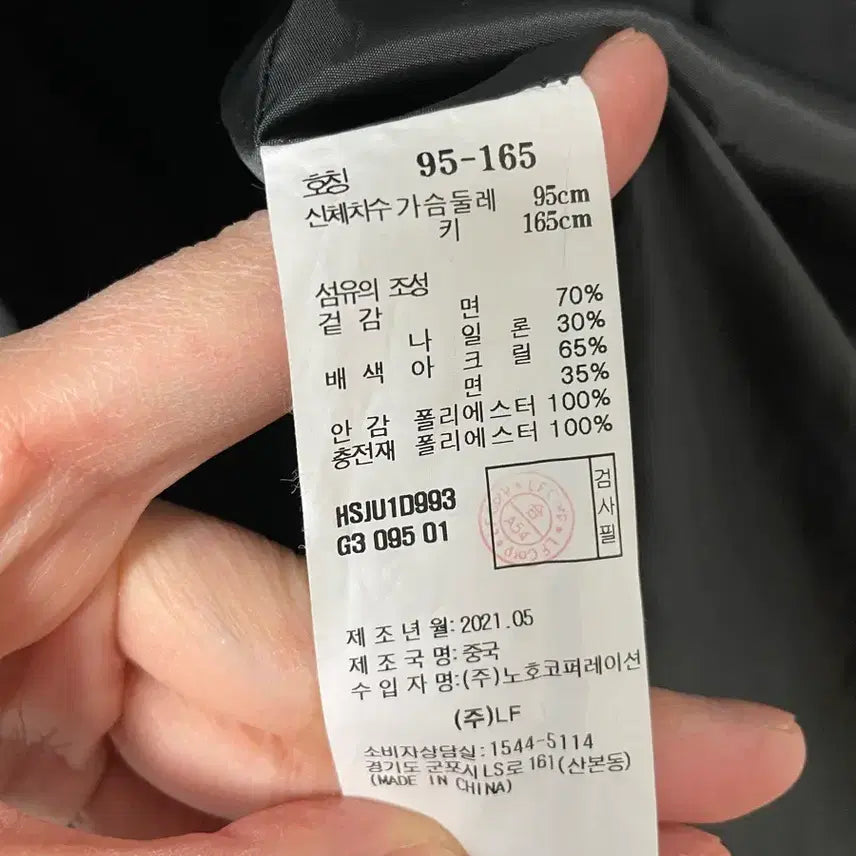 호칭 95-165
신체치수 가슴둘레 95cm
키 165cm
섬유의 조성
겉 감 면 70%
나 일 론 30%
배 색 아 크 릴 65%
면 35%
안 감 폴리에스터 100%
충전재 폴리에스터 100%
HSJU1D993
G3 095 01
검사필
제 조 년 월: 2021.05
제 조 국 명: 중국
수 입 자 명:(주)노호코퍼레이션
(주)LF
소비자상담실:1544-5114
경기도 군포시 LS로 161(산본동)
(MADE IN CHINA)